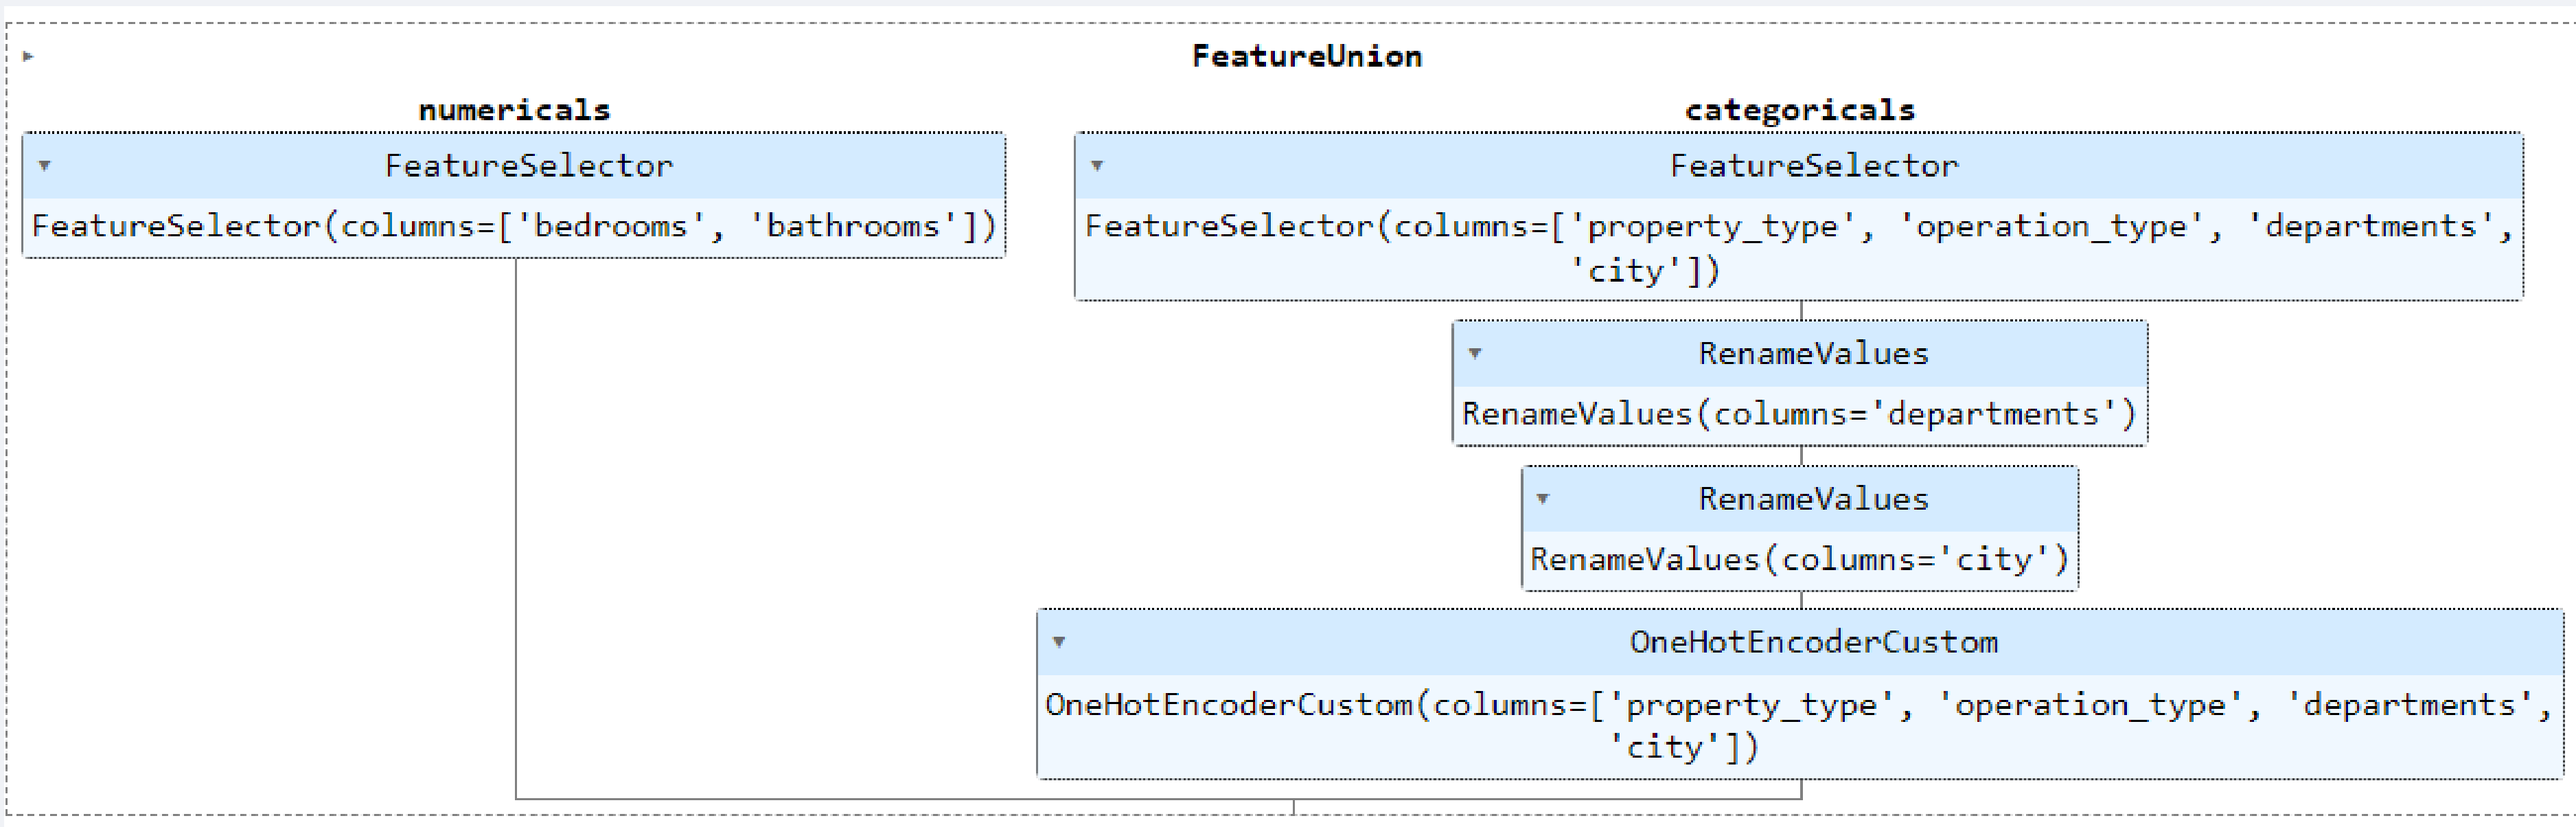 FeatureUnion
numericals
FeatureSelector
FeatureSelector(columns=['bedrooms', 'bathrooms'])
categoricals
FeatureSelector
FeatureSelector(columns=['property_type', 'operation_type', 'departments',
'city'])
RenameValues
RenameValues(columns='departments')
RenameValues
RenameValues(columns='city')
OneHotEncoderCustom
OneHotEncoderCustom(columns=['property_type', 'operation_type', 'departments',
'city'])